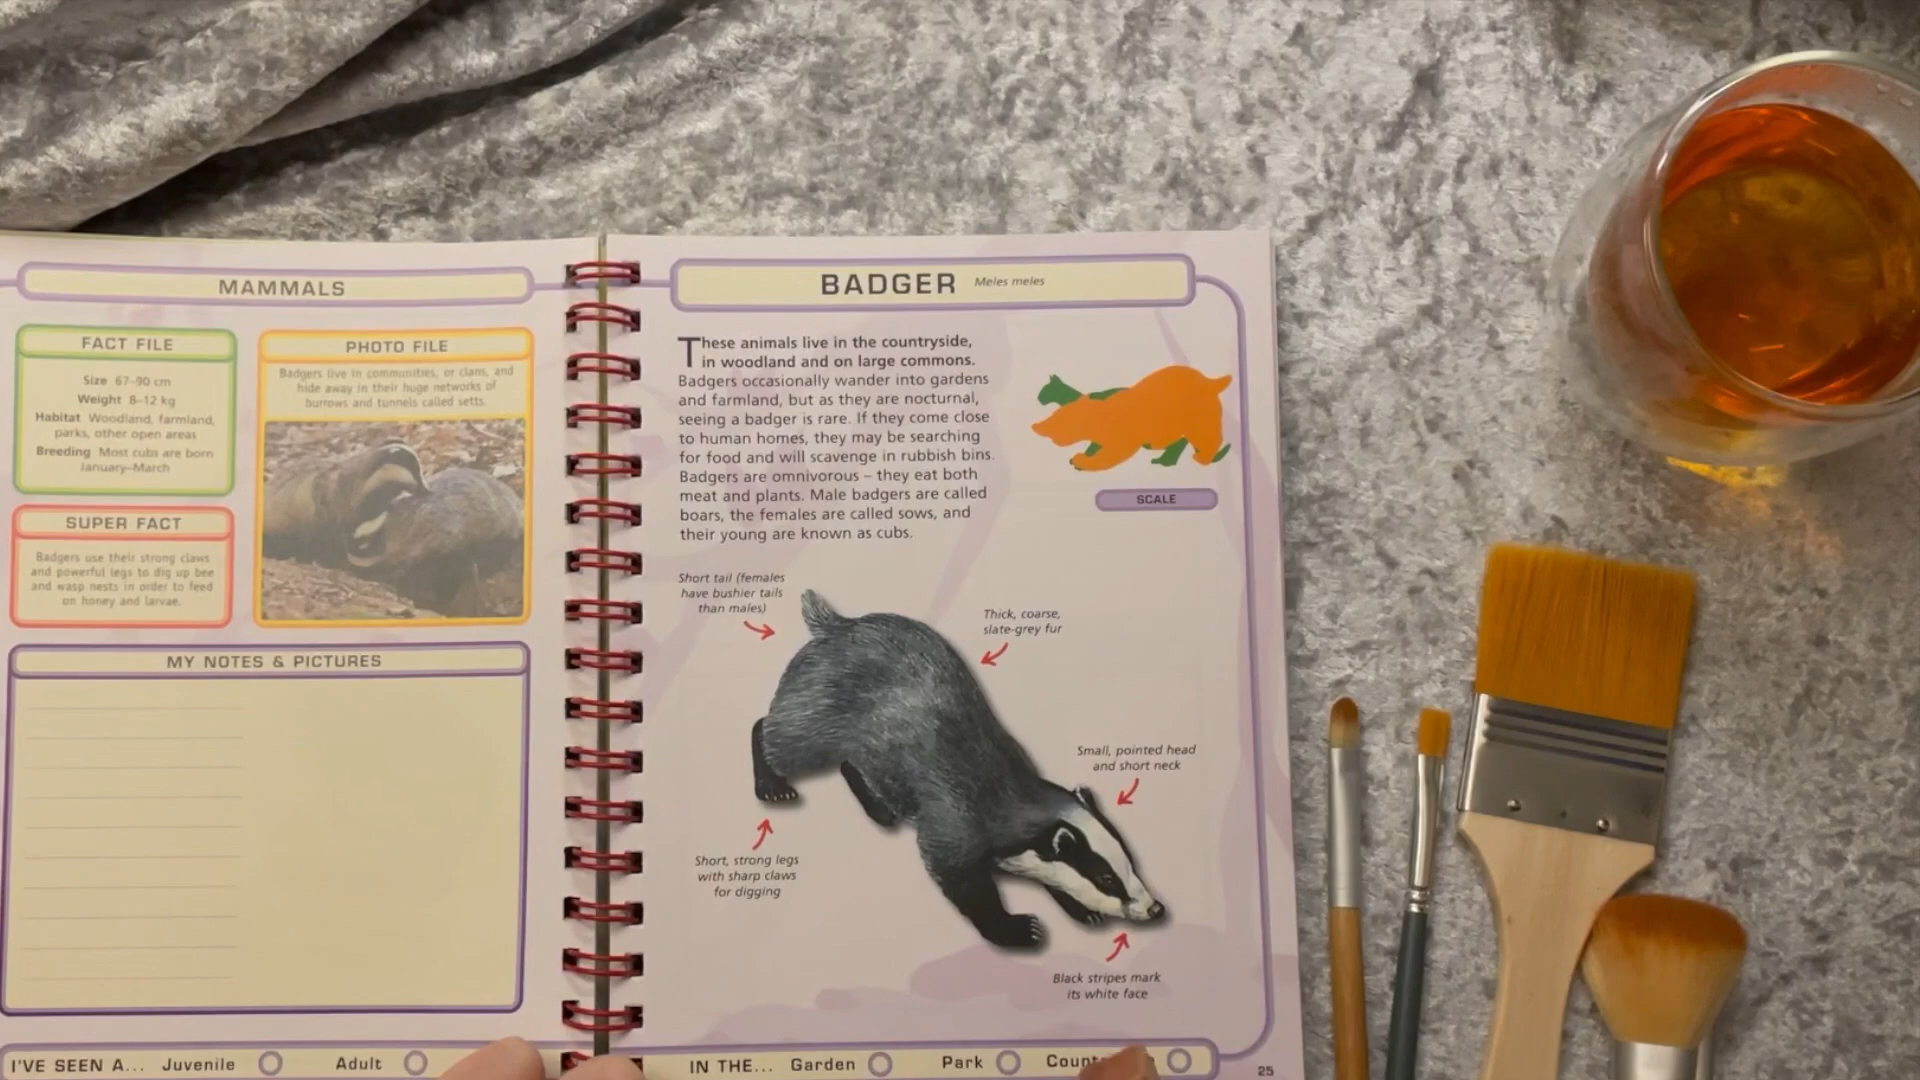 MAMMALS
FACT FILE
Size 67–90 cm
Weight 8–12 kg
Habitat Woodland, farmland,
parks, other open areas
Breeding Most cubs are born
January–March
SUPER FACT
Badgers use their strong claws
and powerful legs to dig up bee
and wasp nests in order to feed
on honey and larvae.
PHOTO FILE
Badgers live in communities, or clans, and
hide away in their huge networks of
burrows and tunnels called setts.
MY NOTES & PICTURES
I'VE SEEN A... Juvenile Adult
BADGER Meles meles
These animals live in the countryside,
in woodland and on large commons.
Badgers occasionally wander into gardens
and farmland, but as they are nocturnal,
seeing a badger is rare. If they come close
to human homes, they may be searching
for food and will scavenge in rubbish bins.
Badgers are omnivorous – they eat both
meat and plants. Male badgers are called
boars, the females are called sows, and
their young are known as cubs.
SCALE
Short tail (females
have bushier tails
than males)
Thick, coarse,
slate-grey fur
Small, pointed head
and short neck
Short, strong legs
with sharp claws
for digging
Black stripes mark
its white face
IN THE... Garden Park
25